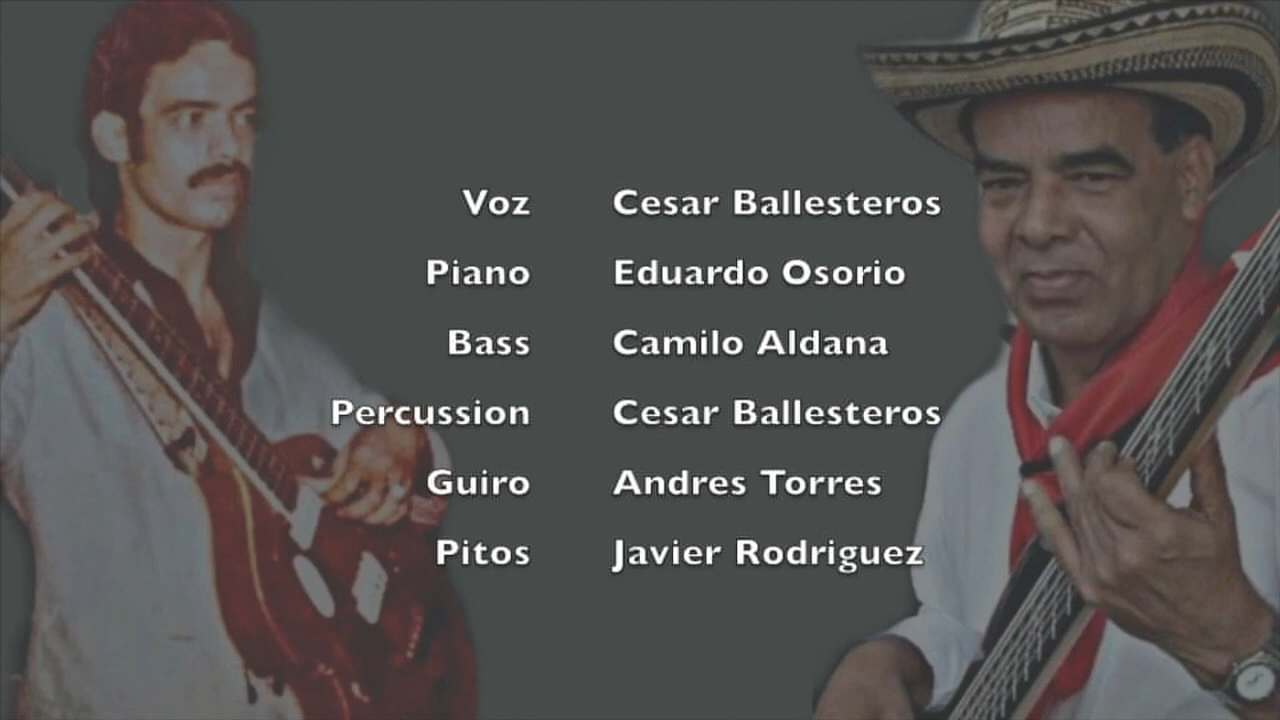 Voz Cesar Ballesteros
Piano Eduardo Osorio
Bass Camilo Aldana
Percussion Cesar Ballesteros
Guiro Andres Torres
Pitos Javier Rodriguez